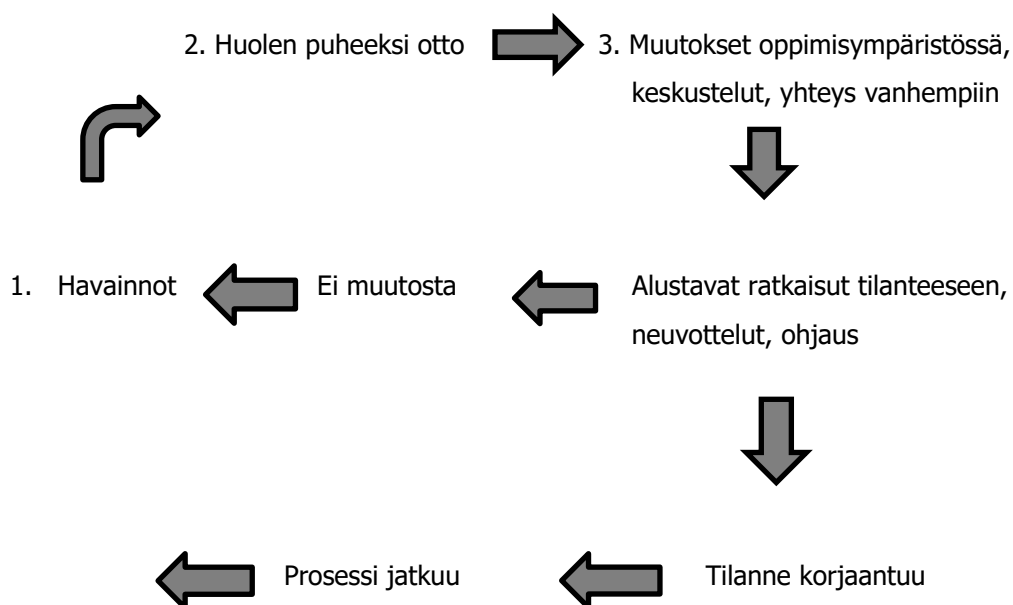 2. Huolen puheeksi otto
3. Muutokset oppimisympäristössä,
keskustelut, yhteys vanhempiin
1. Havainnot
Ei muutosta
Alustavat ratkaisut tilanteeseen,
neuvottelut, ohjaus
Prosessi jatkuu
Tilanne korjaantuu